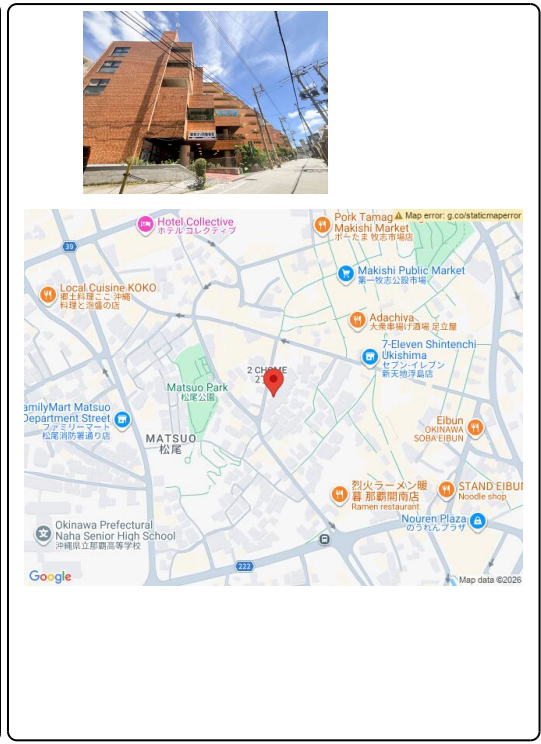 Hotel Collective
ホテル コレクティブ
Pork Tamag
Makishi Market
ポーたま 牧志市場店
Map error: g.co/staticmaperror
39
Makishi Public Market
第一牧志公設市場
Local Cuisine KOKO
郷土料理ここ 沖縄
料理と泡盛の店
Adachiya
大衆串揚げ酒場 足立屋
7-Eleven Shintenchi
Ukishima
セブン-イレブン
新天地浮島店
2 CHOME
Matsuo Park
松尾公園
amilyMart Matsuo
Department Street
ファミリーマート
松尾消防署通り店
MATSUO
松尾
Eibun
OKINAWA
SOBA EIBUN
烈火ラーメン暖
暮 那覇開南店
Ramen restaurant
STAND EIBU
Noodle shop
Nouren Plaza
のうれんプラザ
Okinawa Prefectural
Naha Senior High School
沖縄県立那覇高等学校
222
Google
Map data ©2026